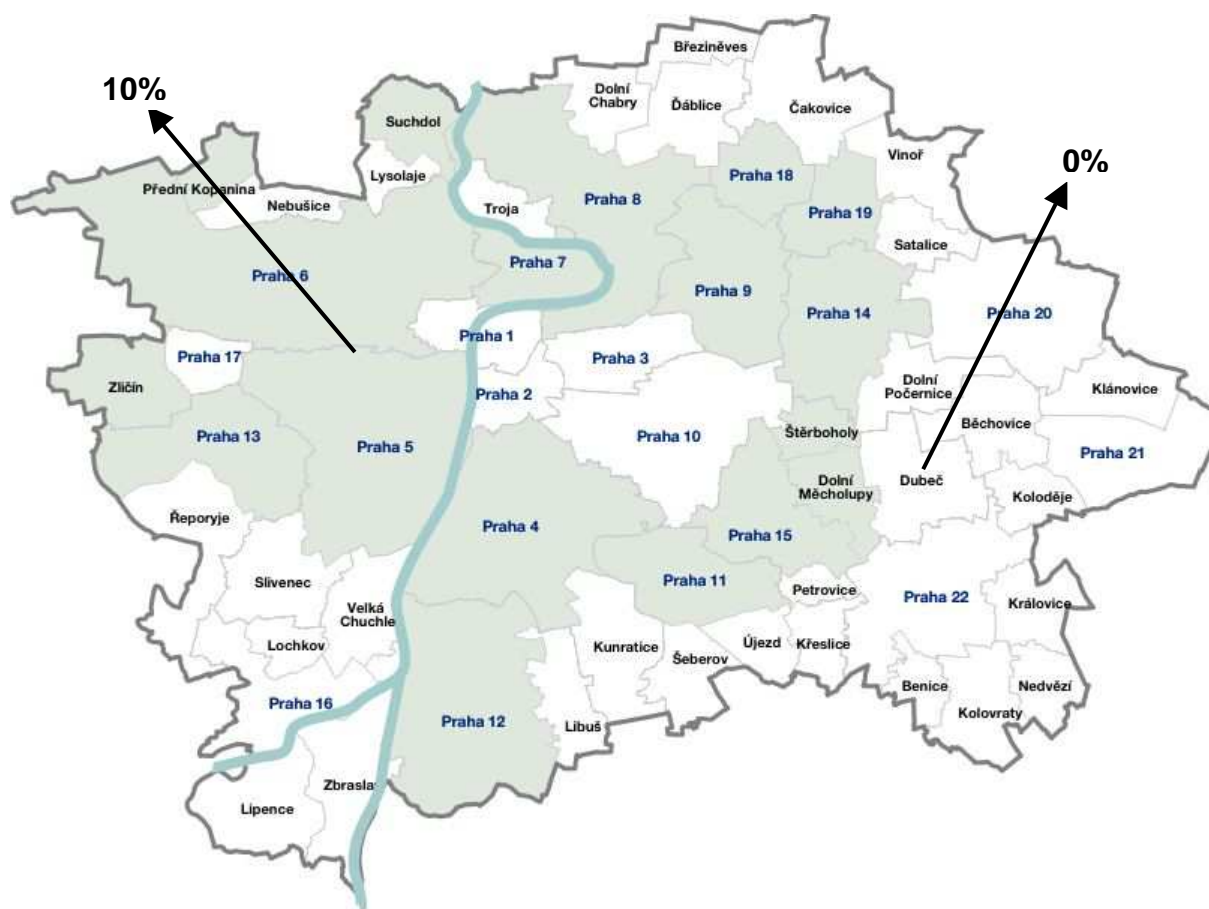 Březiněves
10%
Dolní
Chabry
Ďáblice
Čakovice
Suchdol
Vinoř
0%
Lysolaje
Praha 18
Přední Kopanina
Nebušice
Troja
Praha 8
Praha 19
Satalice
Praha 6
Praha 7
Praha 9
Praha 14
Praha 20
Praha 1
Praha 17
Praha 3
Zličín
Praha 2
Dolní
Počernice
Klánovice
Praha 13
Praha 5
Praha 10
Štěrboholy
Běchovice
Praha 21
Dolní
Měcholupy
Dubeč
Koloděje
Řeporyje
Praha 4
Praha 15
Slivenec
Praha 11
Petrovice
Praha 22
Královice
Velká
Chuchle
Lochkov
Kunratice
Šeberov
Újezd
Křeslice
Benice
Nedvězí
Kolovraty
Praha 16
Praha 12
Libuš
Zbrasla
Lipence